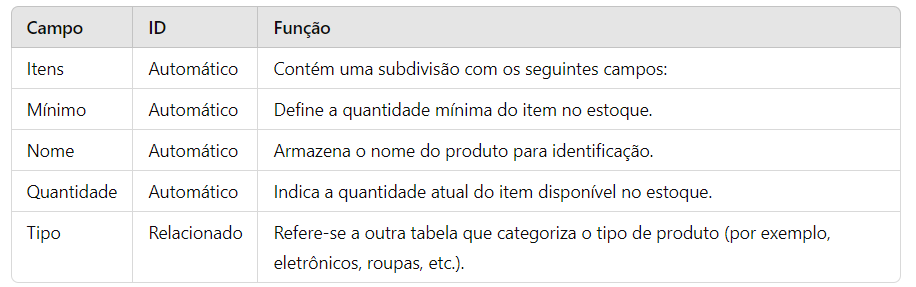 Campo ID Função
Itens Automático Contém uma subdivisão com os seguintes campos:
Mínimo Automático Define a quantidade mínima do item no estoque.
Nome Automático Armazena o nome do produto para identificação.
Quantidade Automático Indica a quantidade atual do item disponível no estoque.
Tipo Relacionado Refere-se a outra tabela que categoriza o tipo de produto (por exemplo,
eletrônicos, roupas, etc.).